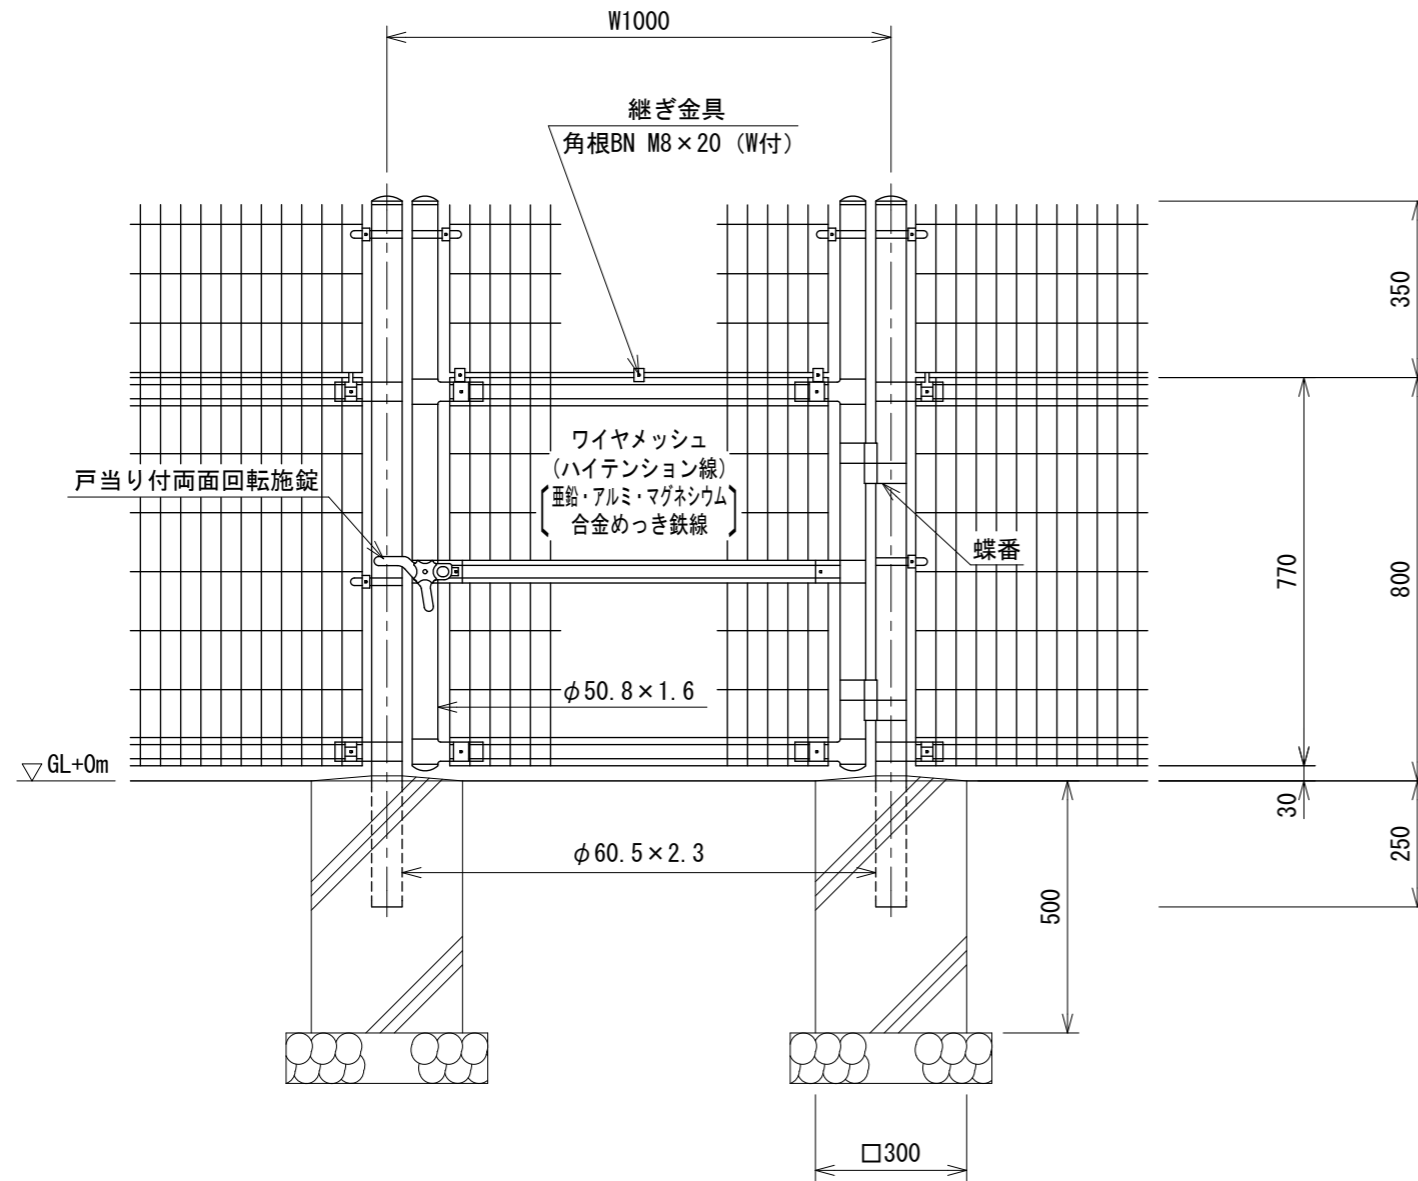 W1000
継ぎ金具
角根BN M8×20 (W付)
350
ワイヤメッシュ
(ハイテンション線)
亜鉛・アルミ・マグネシウム
合金めっき鉄線
戸当り付両面回転施錠
蝶番
770
800
φ50.8×1.6
GL+0m
30
250
φ60.5×2.3
500
□300